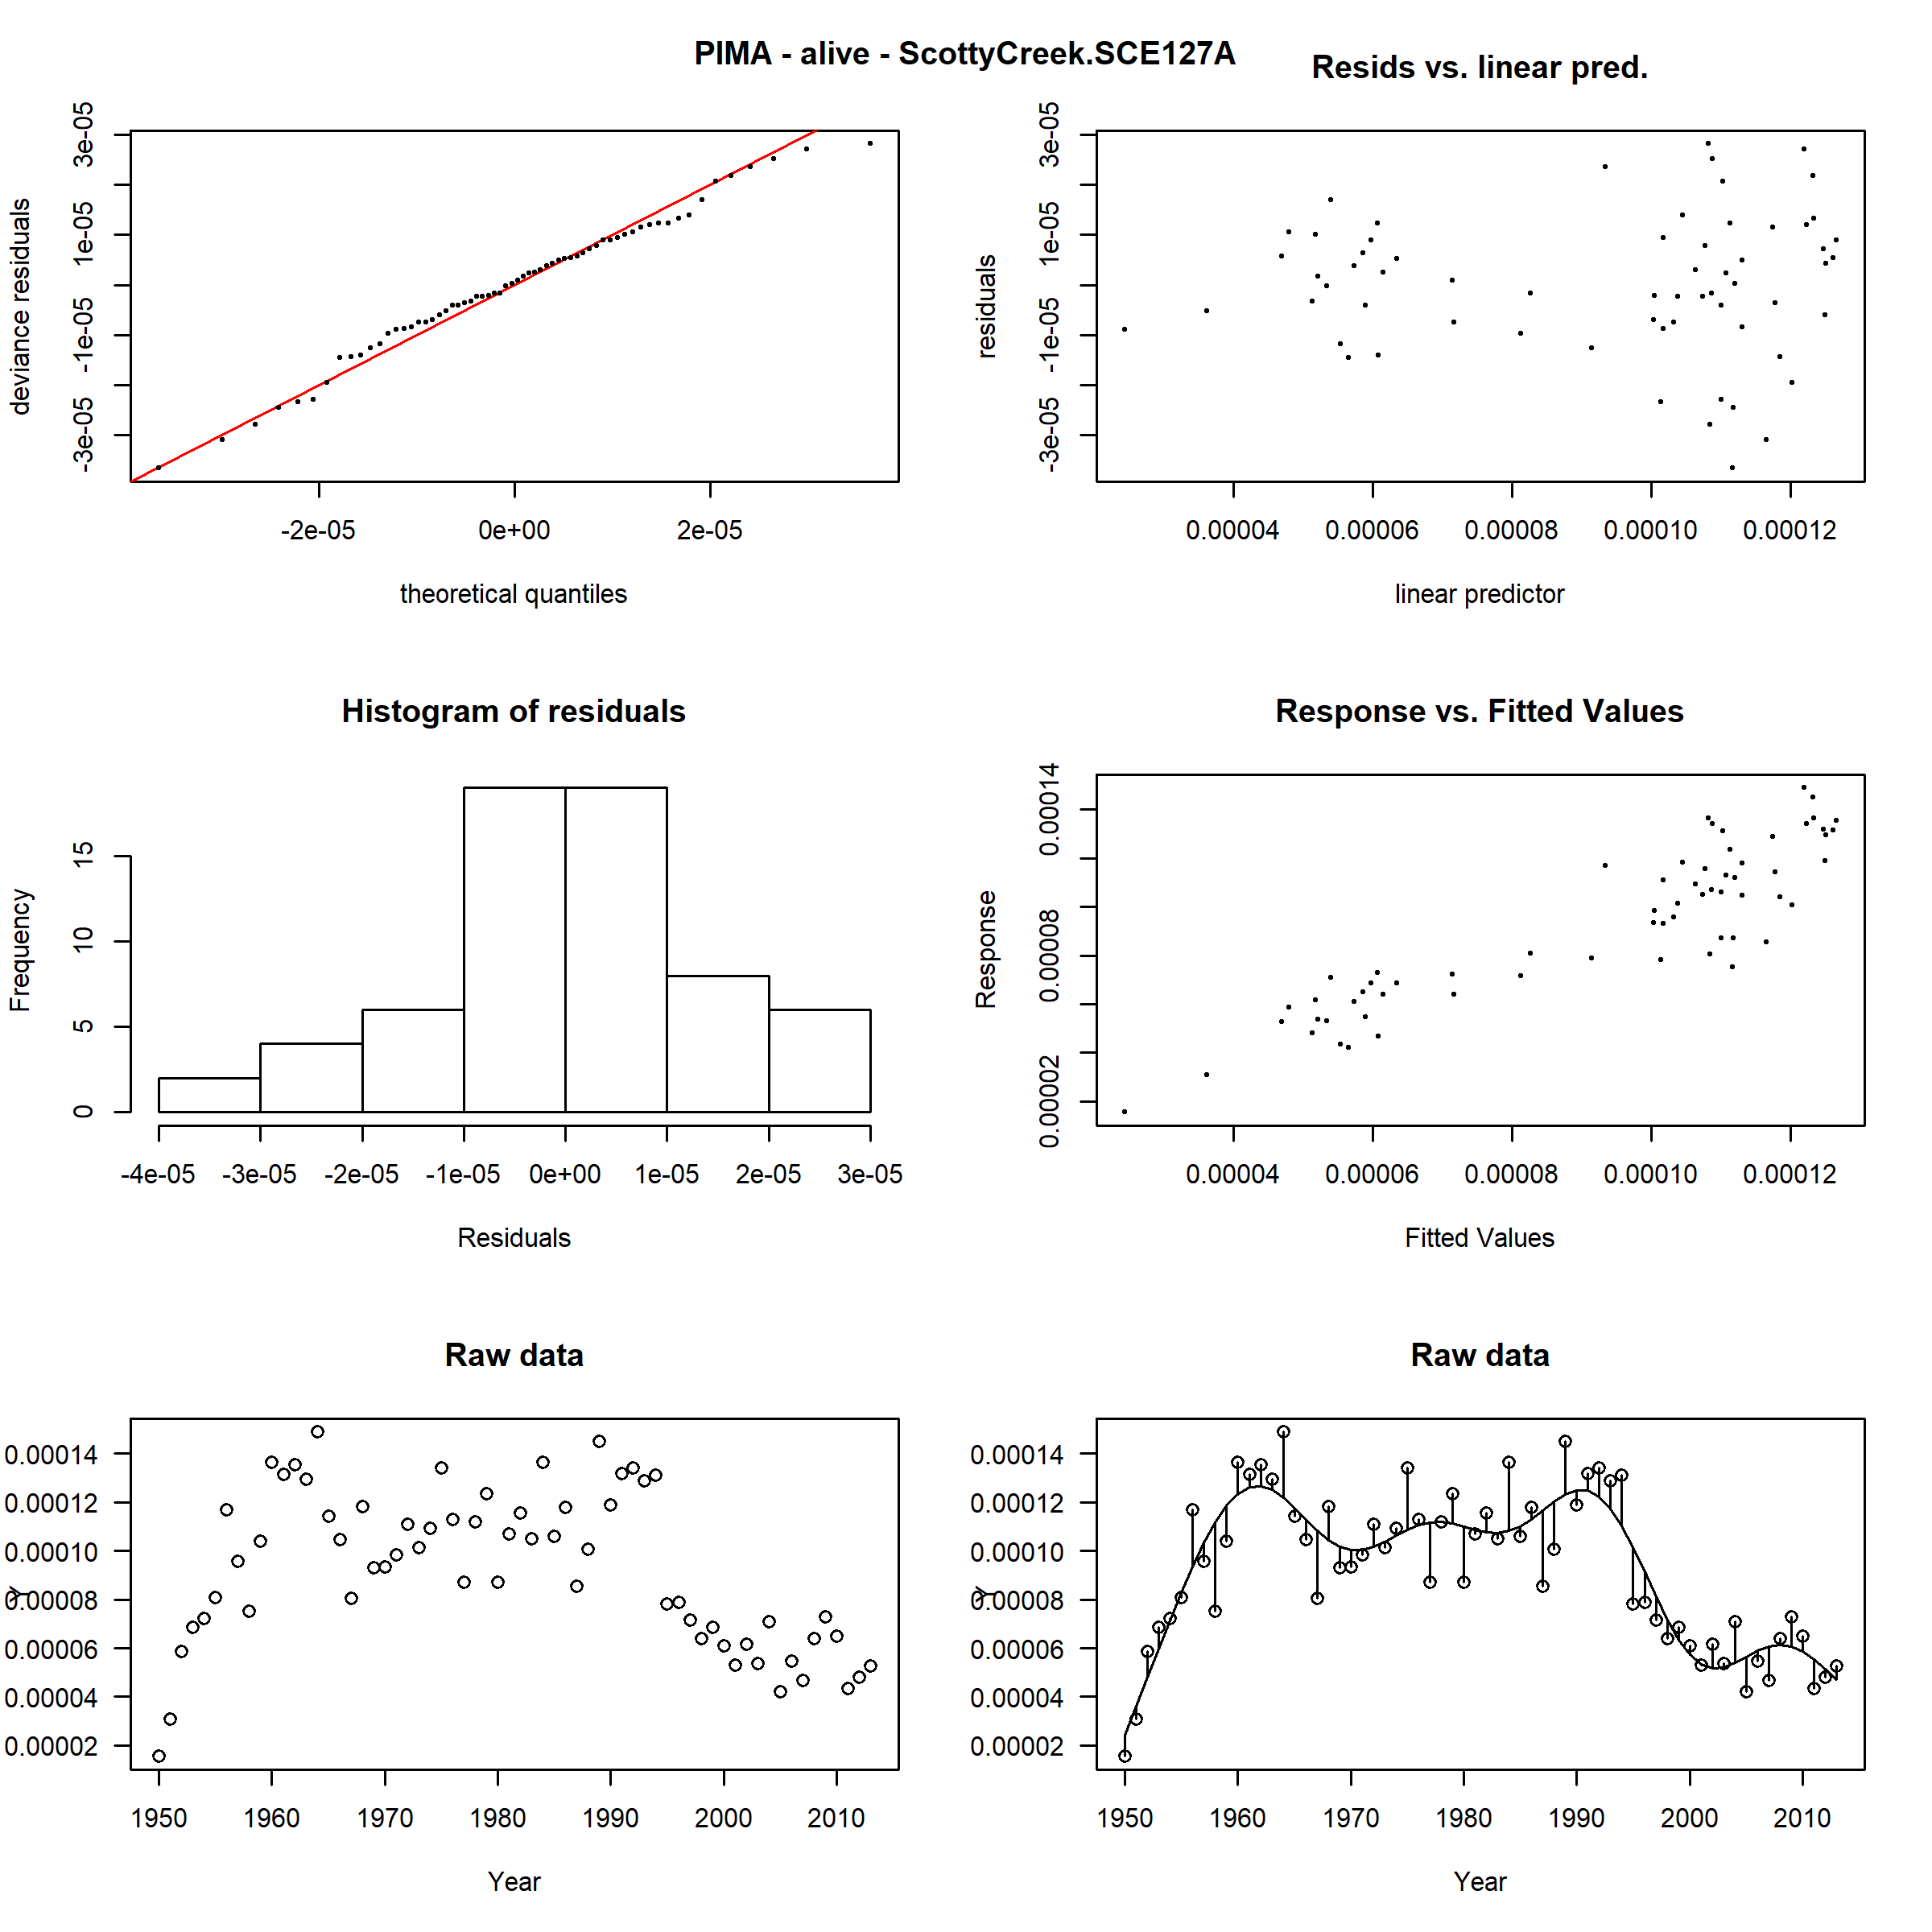 PIMA - alive - ScottyCreek.SCE127A
Resids vs. linear pred.
deviance residuals
-3e-05 -1e-05 1e-05 3e-05
-2e-05 0e+00 2e-05
theoretical quantiles
residuals
-3e-05 -1e-05 1e-05 3e-05
0.00004 0.00006 0.00008 0.00010 0.00012
linear predictor
Histogram of residuals
Frequency
0 5 10 15
-4e-05 -3e-05 -2e-05 -1e-05 0e+00 1e-05 2e-05 3e-05
Residuals
Response vs. Fitted Values
Response
0.00002 0.00008 0.00014
0.00004 0.00006 0.00008 0.00010 0.00012
Fitted Values
Raw data
Y
0.00014
0.00012
0.00010
0.00008
0.00006
0.00004
0.00002
1950 1960 1970 1980 1990 2000 2010
Year
Raw data
Y
0.00014
0.00012
0.00010
0.00008
0.00006
0.00004
0.00002
1950 1960 1970 1980 1990 2000 2010
Year